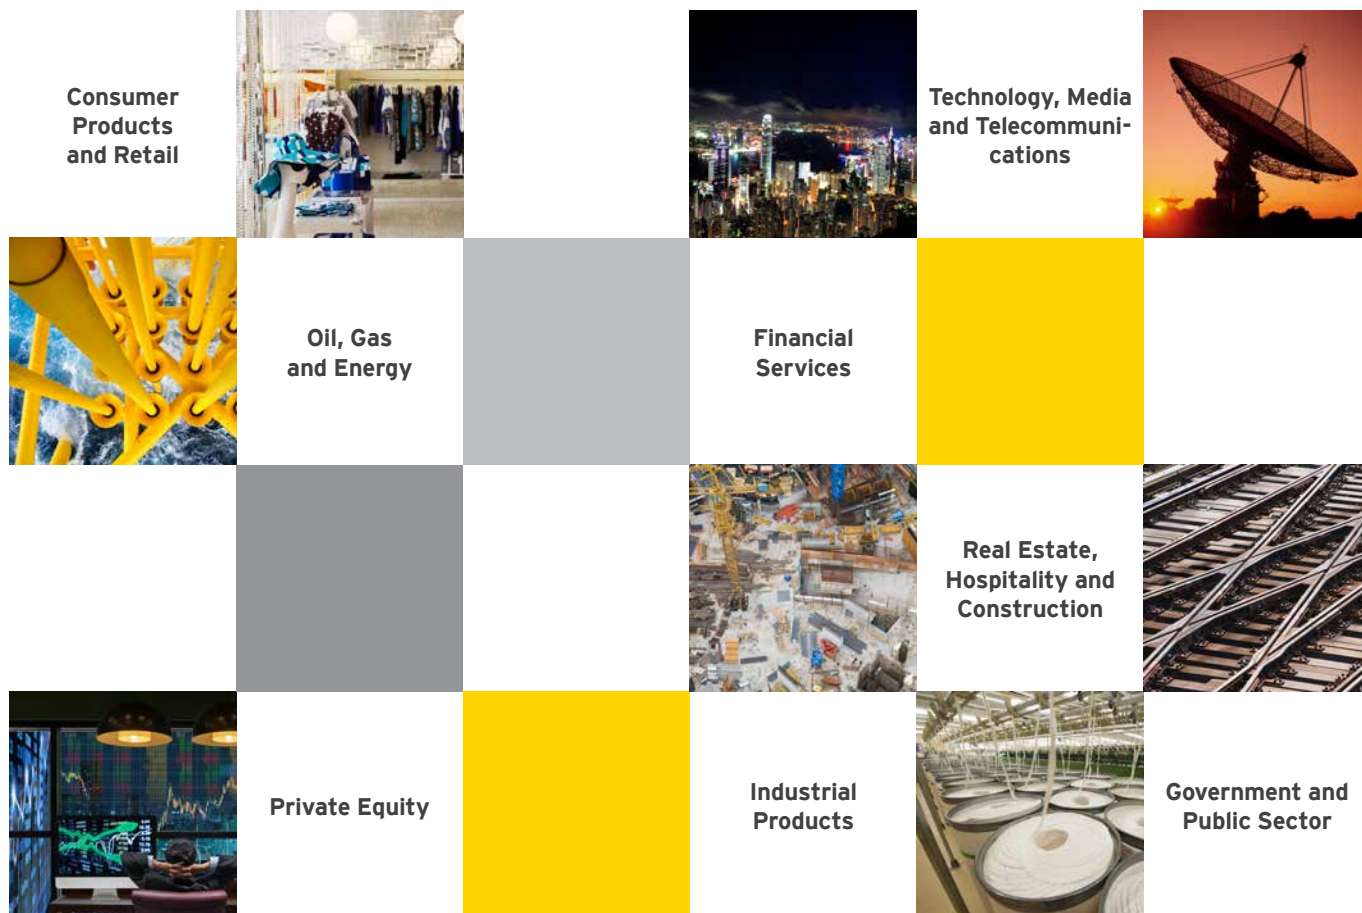 Consumer
Products
and Retail
Technology, Media
and Telecommuni-
cations
Oil, Gas
and Energy
Financial
Services
Real Estate,
Hospitality and
Construction
Private Equity
Industrial
Products
Government and
Public Sector